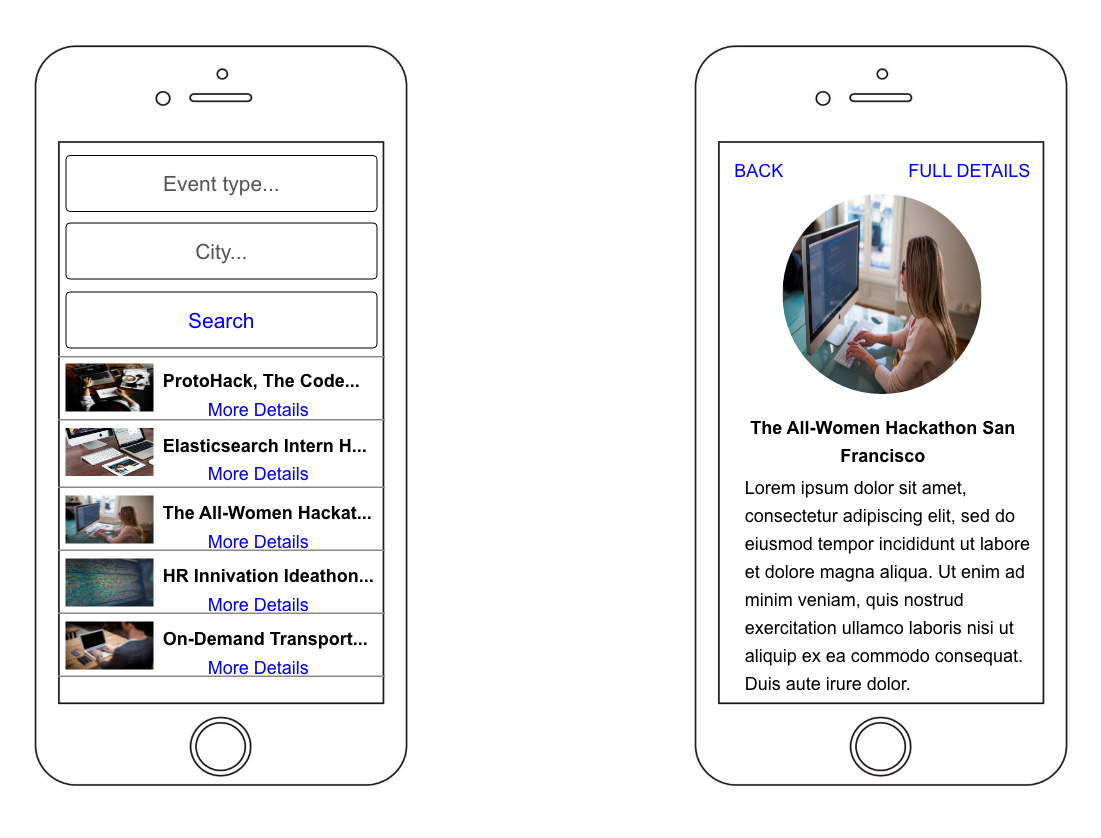 Event type...
City...
Search
ProtoHack, The Code...
More Details
Elasticsearch Intern H...
More Details
The All-Women Hackat...
More Details
HR Innivation Ideathon...
More Details
On-Demand Transport...
More Details
BACK
FULL DETAILS
The All-Women Hackathon San
Francisco
Lorem ipsum dolor sit amet,
consectetur adipiscing elit, sed do
eiusmod tempor incididunt ut labore
et dolore magna aliqua. Ut enim ad
minim veniam, quis nostrud
exercitation ullamco laboris nisi ut
aliquip ex ea commodo consequat.
Duis aute irure dolor.